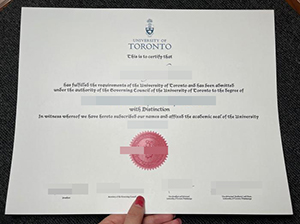 UNIVERSITY OF
TORONTO
This is to certify that
has fulfilled the requirements of the University of Toronto and has been admitted
under the authority of the Governing Council of the University of Toronto to the degree of
with Distinction
In witness whereof we have hereto subscribed our names and affixed the academic seal of the University